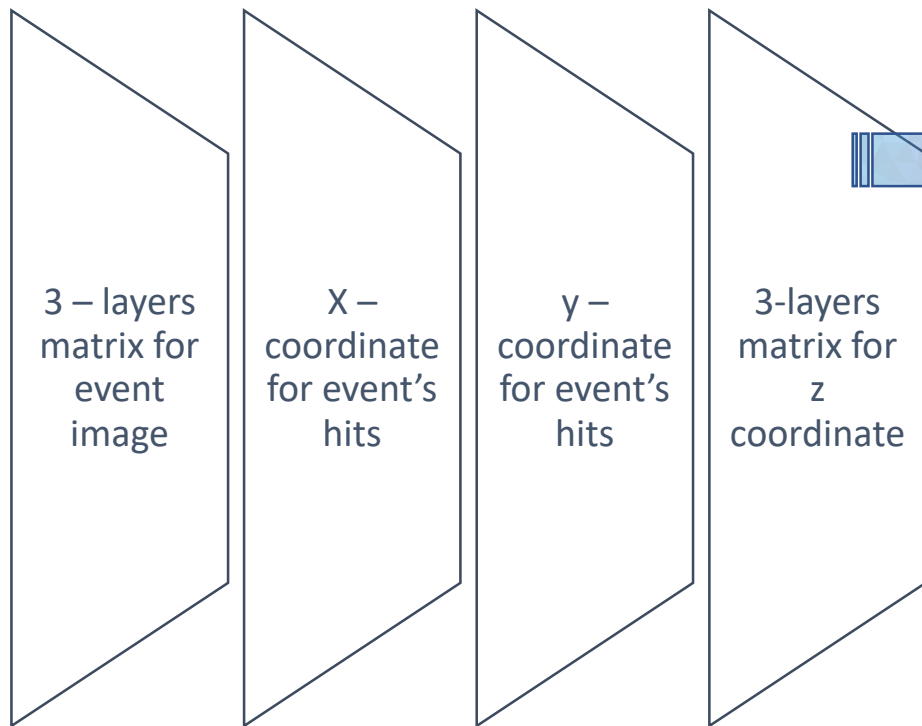 3 – layers
matrix for
event
image
X –
coordinate
for event’s
hits
y –
coordinate
for event’s
hits
3-layers
matrix for
z
coordinate